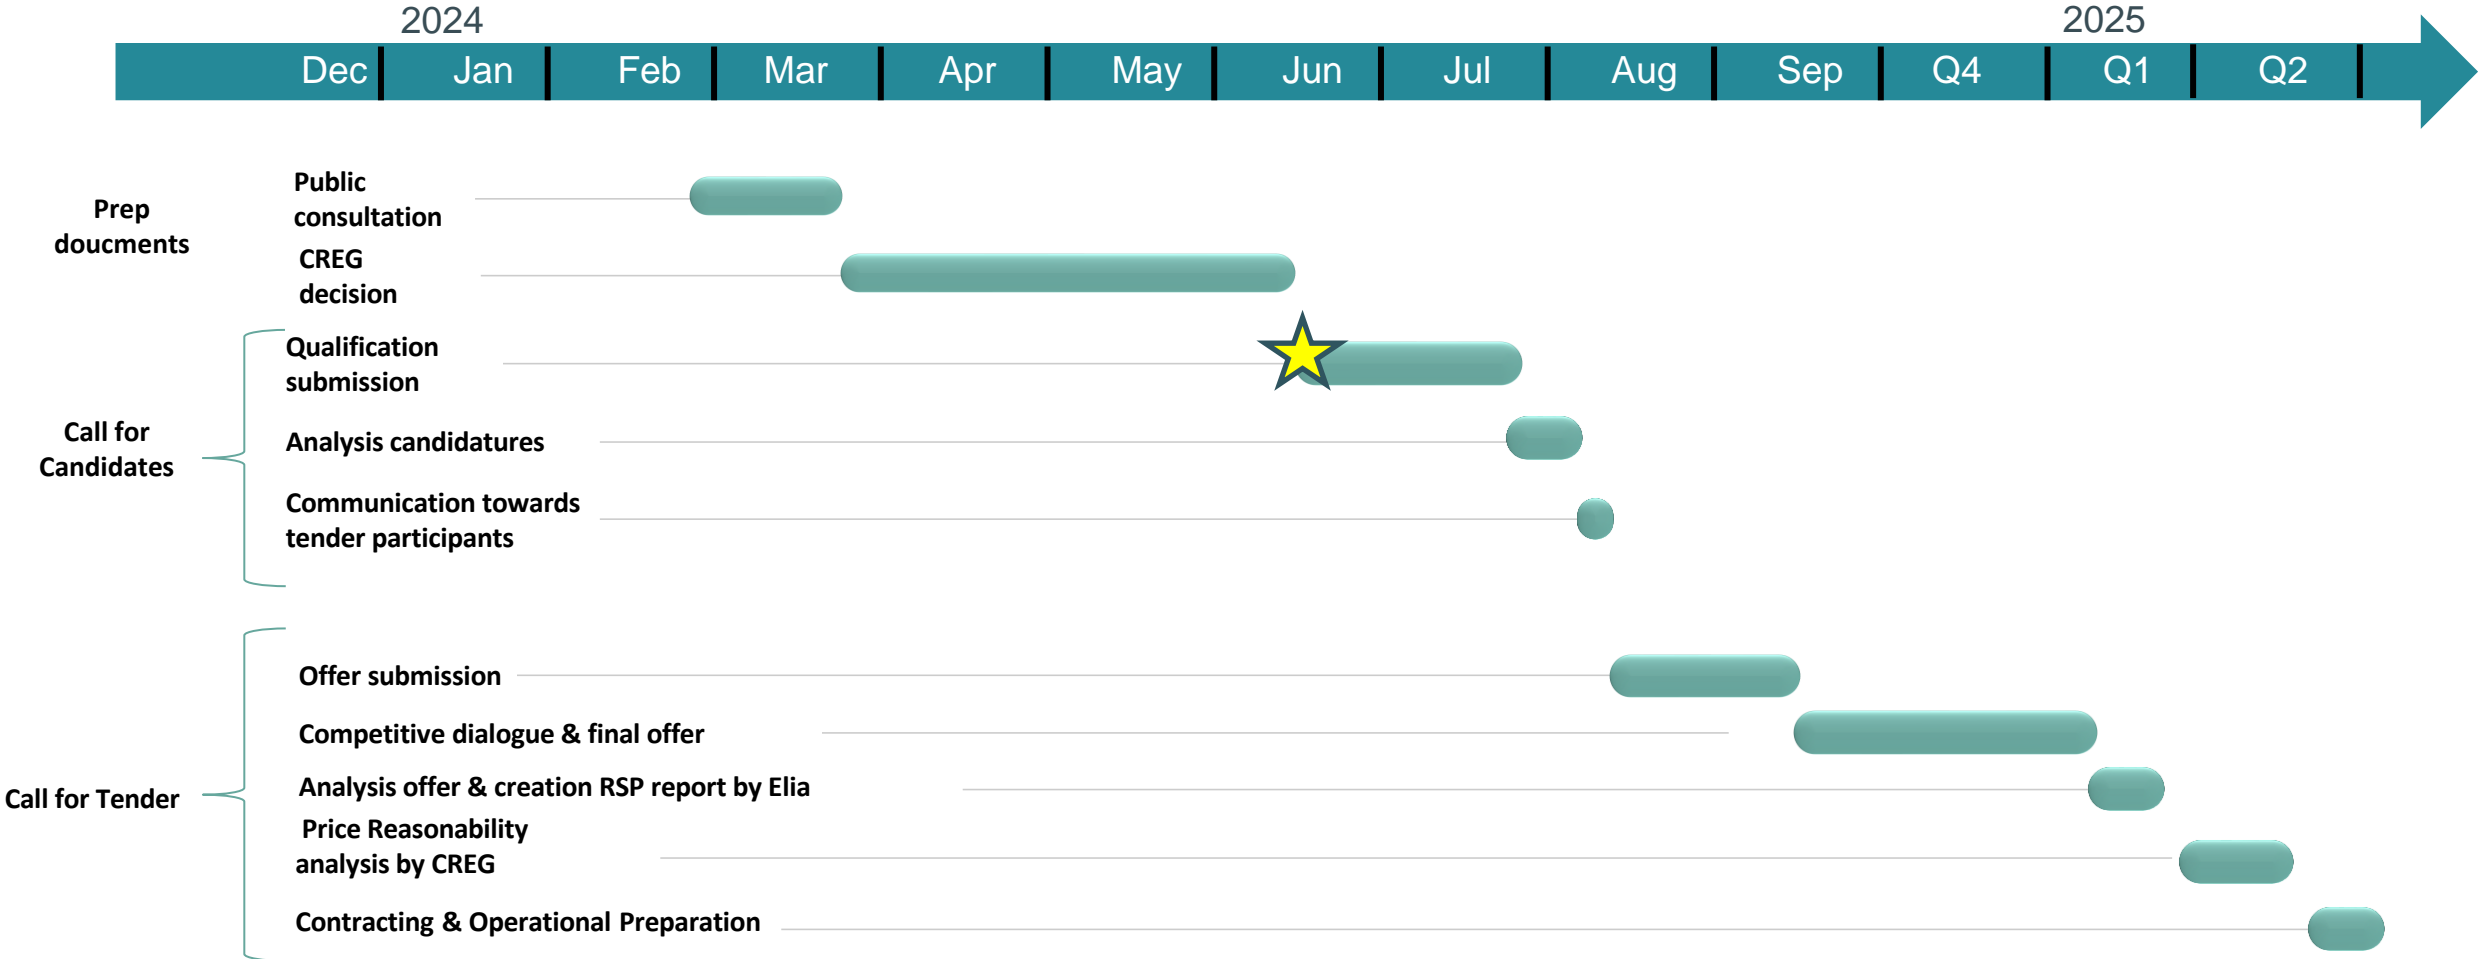 2024
2025
Dec
Jan
Feb
Mar
Apr
May
Jun
Jul
Aug
Sep
Q4
Q1
Q2
Prep
doucments
Public
consultation
CREG
decision
Call for
Candidates
Qualification
submission
Analysis candidatures
Communication towards
tender participants
Call for Tender
Offer submission
Competitive dialogue & final offer
Analysis offer & creation RSP report by Elia
Price Reasonability
analysis by CREG
Contracting & Operational Preparation